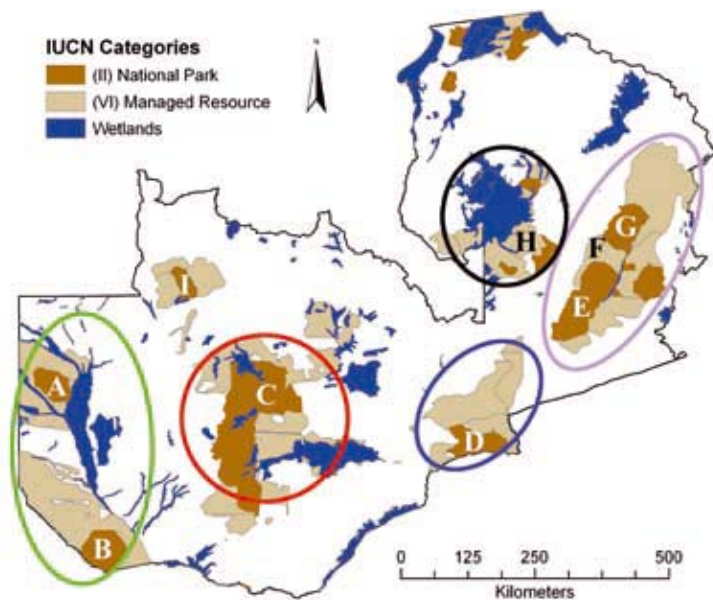 IUCN Categories
(II) National Park
(VI) Managed Resource
Wetlands
N
G
H
F
I
E
A
C
D
B
0 125 250 500
Kilometers